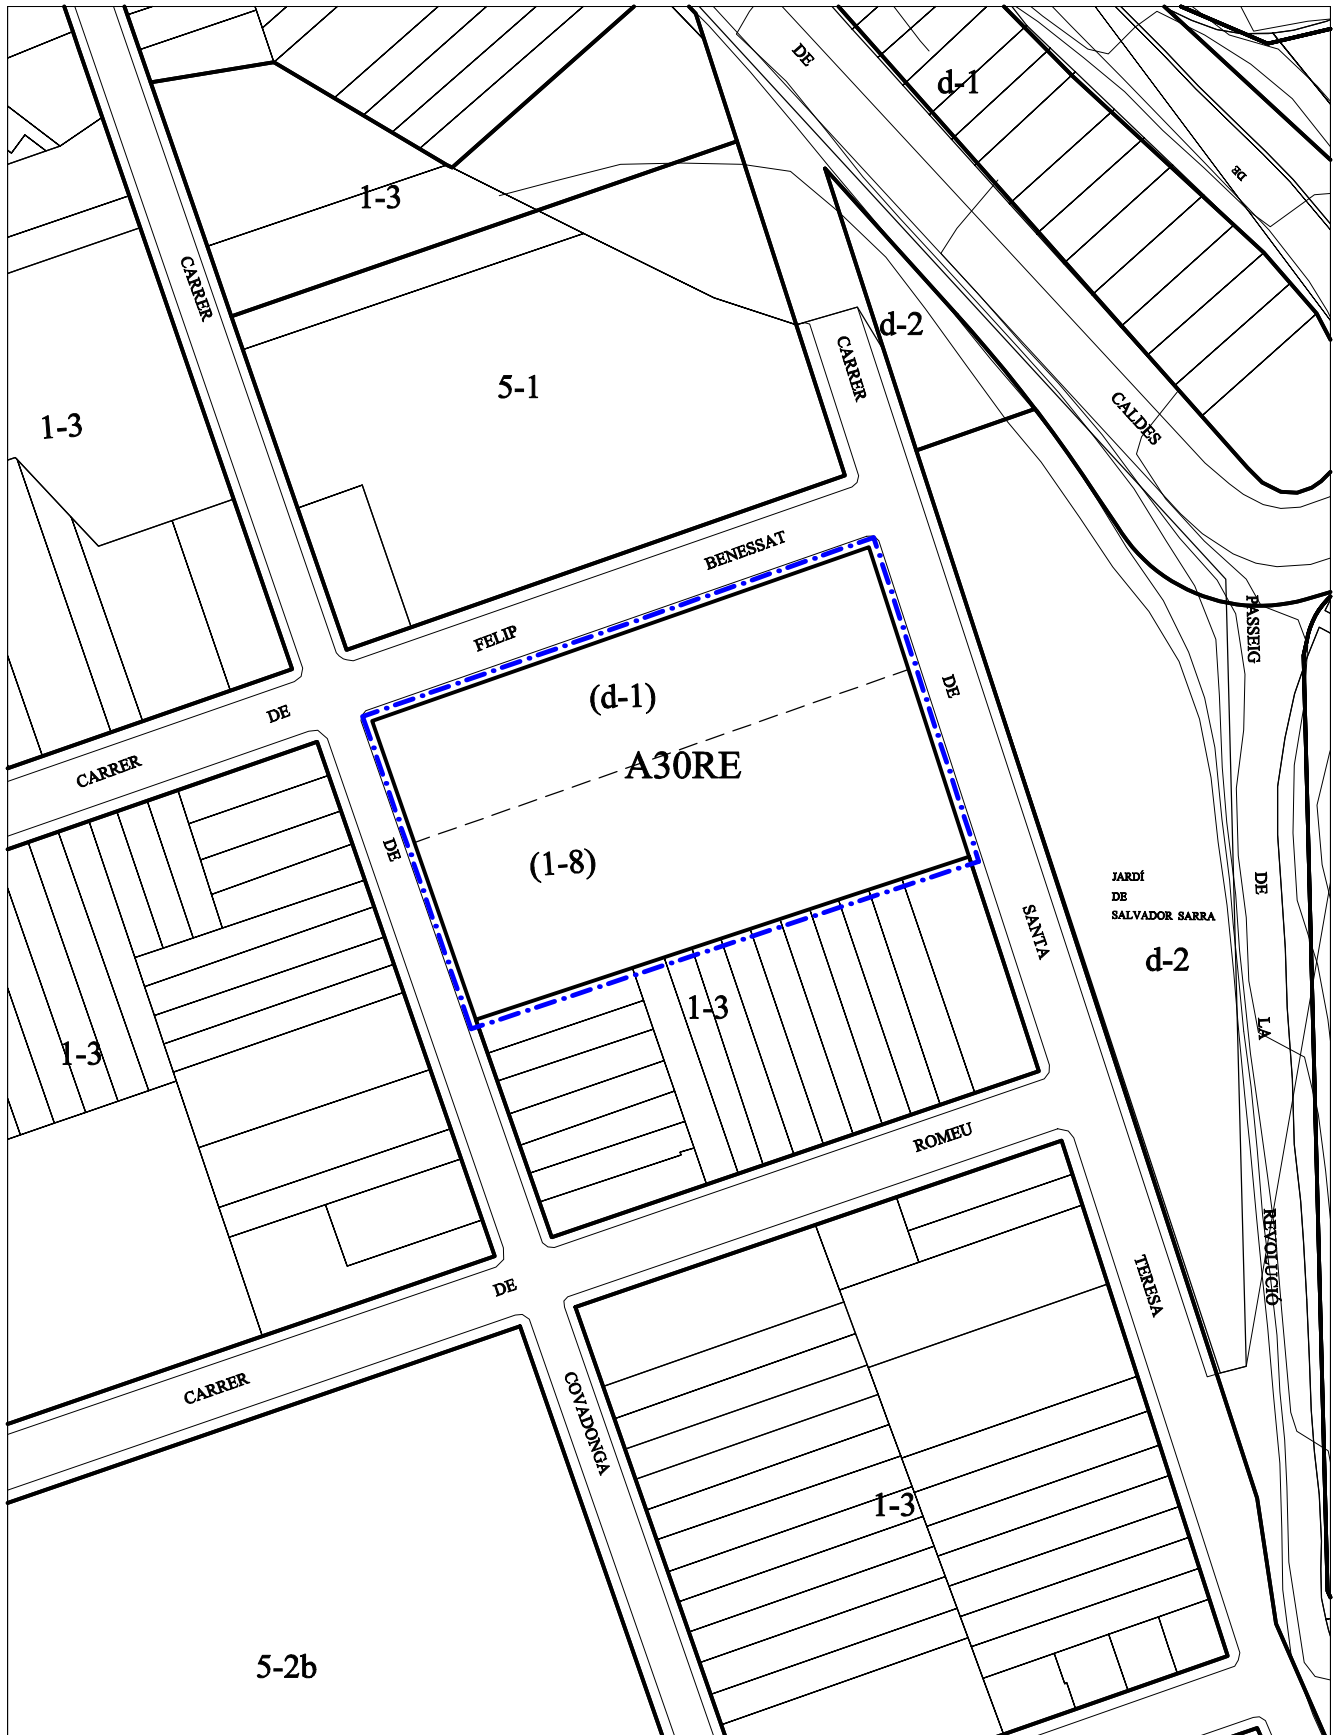 DE
d-1
DE
1-3
CARRER
d-2
CARRER
5-1
1-3
CALDES
BENESSAT
FELIP
PASSEIG
(d-1)
DE
DE
A30RE
CARRER
DE
(1-8)
JARDÍ
DE
SALVADOR SARRA
DE
SANTA
d-2
1-3
1-3
LA
ROMEU
REVOLUCIÓ
TERESA
DE
CARRER
COVADONGA
1-3
5-2b